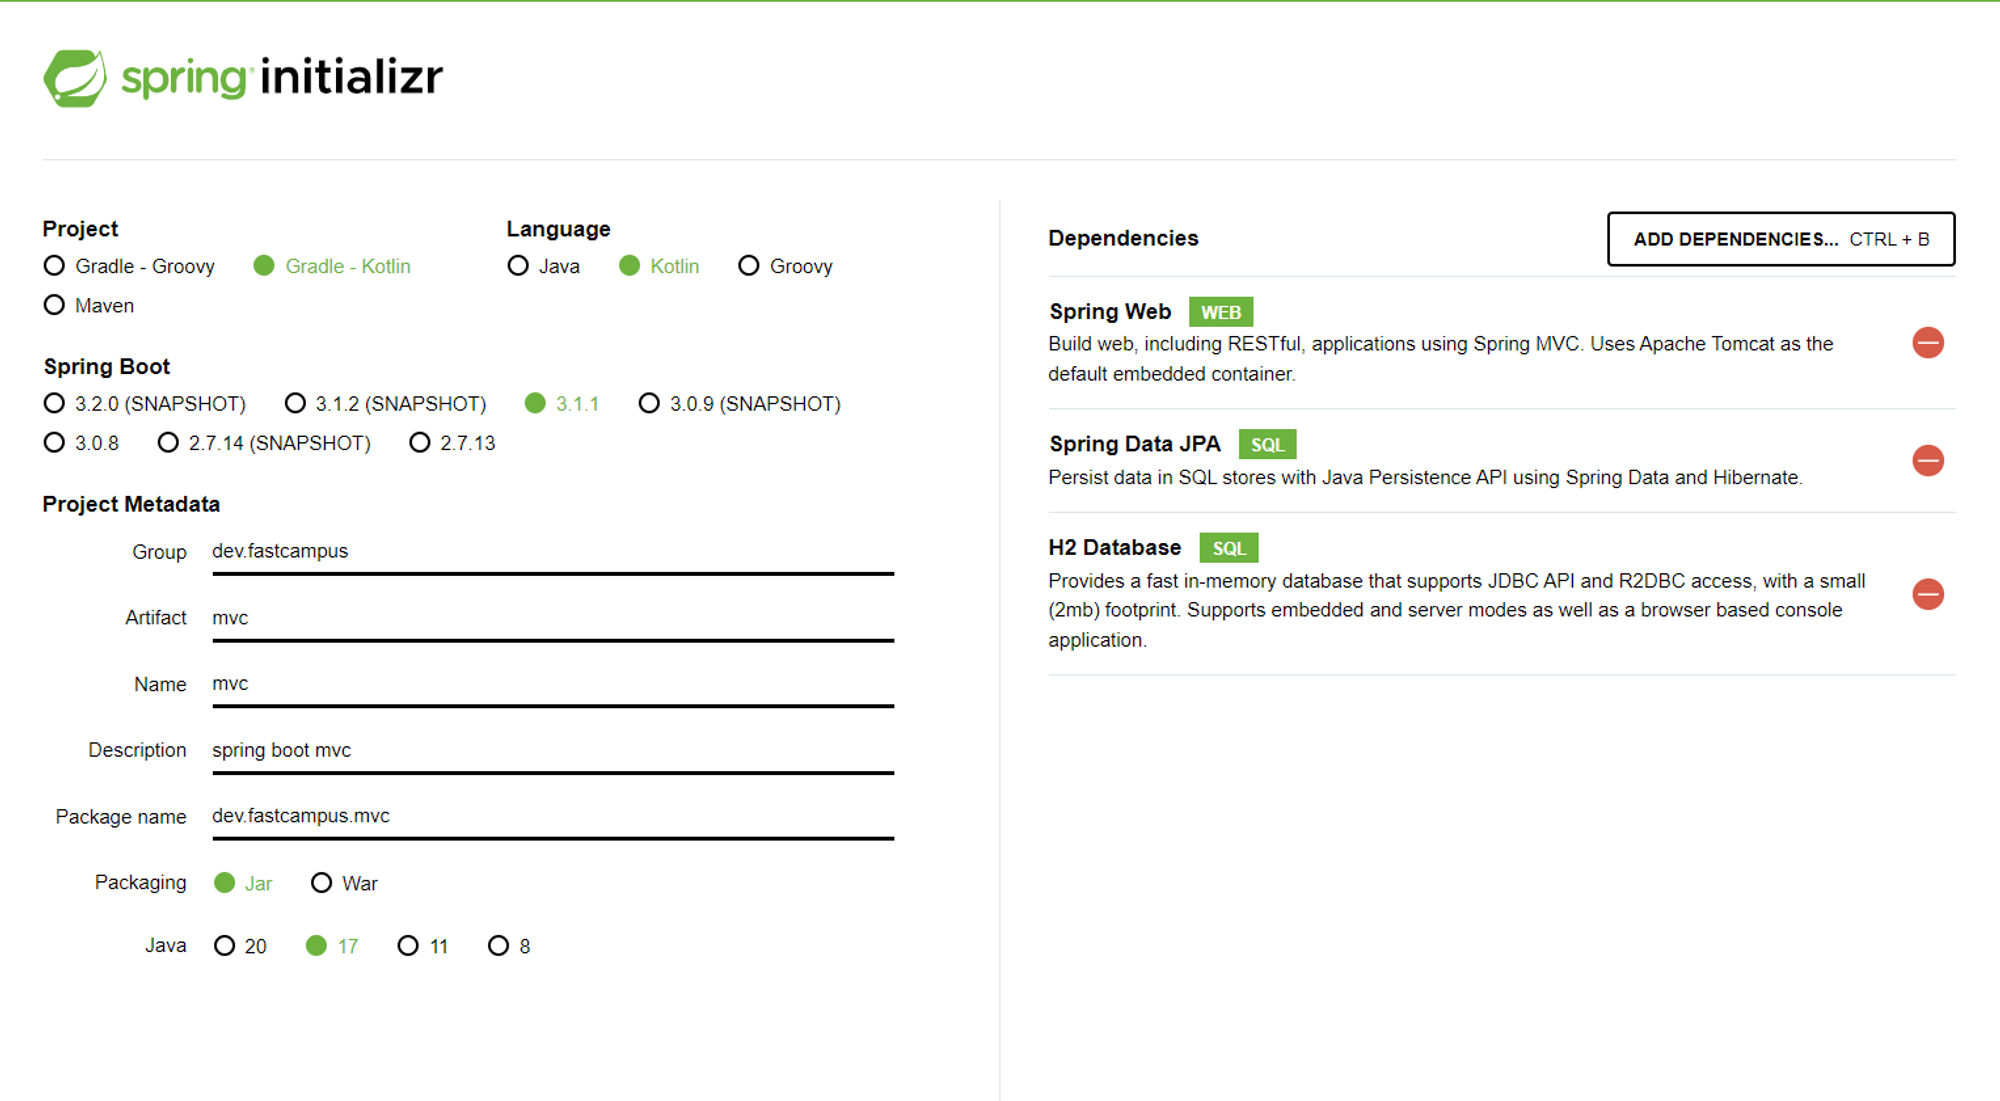 spring initializr
Project
Gradle - Groovy Gradle - Kotlin
Maven
Language
Java Kotlin Groovy
Spring Boot
3.2.0 (SNAPSHOT) 3.1.2 (SNAPSHOT) 3.1.1 3.0.9 (SNAPSHOT)
3.0.8 2.7.14 (SNAPSHOT) 2.7.13
Project Metadata
Group dev.fastcampus
Artifact mvc
Name mvc
Description spring boot mvc
Package name dev.fastcampus.mvc
Packaging Jar War
Java 20 17 11 8
Dependencies
ADD DEPENDENCIES... CTRL + B
Spring Web WEB
Build web, including RESTful, applications using Spring MVC. Uses Apache Tomcat as the
default embedded container.
Spring Data JPA SQL
Persist data in SQL stores with Java Persistence API using Spring Data and Hibernate.
H2 Database SQL
Provides a fast in-memory database that supports JDBC API and R2DBC access, with a small
(2mb) footprint. Supports embedded and server modes as well as a browser based console
application.